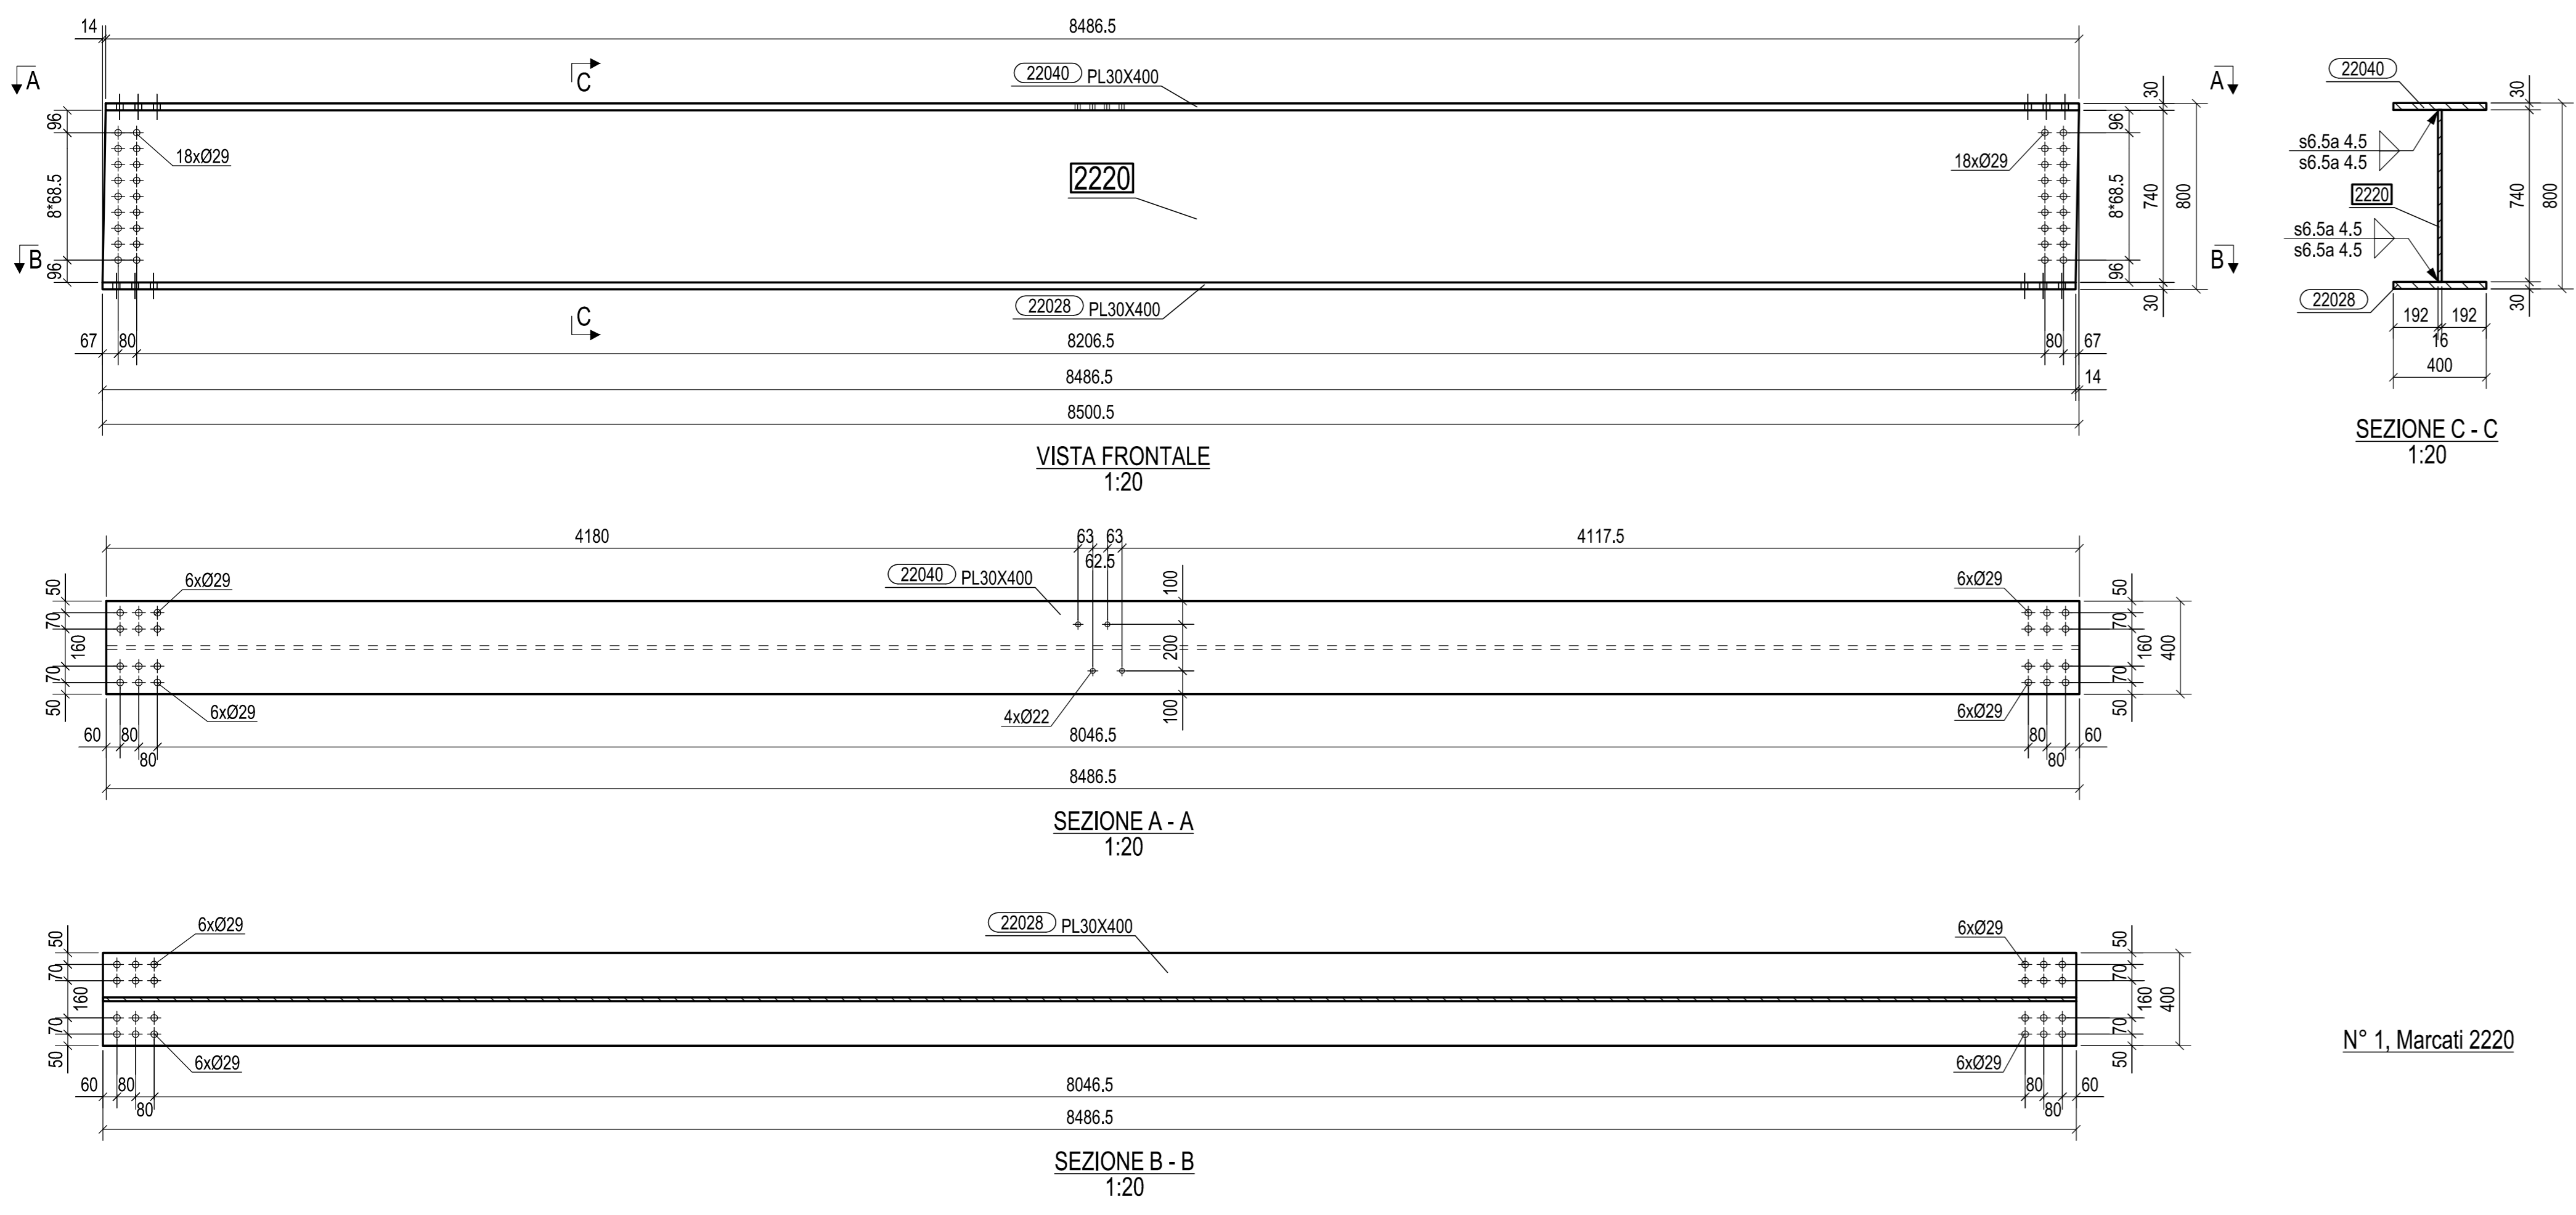 14
8486.5
A
C
22040 PL30X400
A
96
8*68.5
96
18xØ29
2220
18xØ29
96
8*68.5
96
30
740
30
800
B
B
C
22028 PL30X400
67
80
8206.5
80
67
8486.5
14
8500.5
VISTA FRONTALE
1:20
22040
s6.5a 4.5
s6.5a 4.5
2220
s6.5a 4.5
s6.5a 4.5
22028
30
740
30
800
192
192
16
400
SEZIONE C - C
1:20
4180
63
63
62.5
4117.5
22040 PL30X400
6xØ29
6xØ29
50
70
160
70
50
100
200
100
50
70
160
70
50
400
6xØ29
4xØ22
6xØ29
60
80
80
8046.5
80
80
60
8486.5
SEZIONE A - A
1:20
6xØ29
22028 PL30X400
6xØ29
50
70
160
70
50
50
70
160
70
50
400
6xØ29
6xØ29
60
80
80
8046.5
80
80
60
8486.5
SEZIONE B - B
1:20
N° 1, Marcati 2220